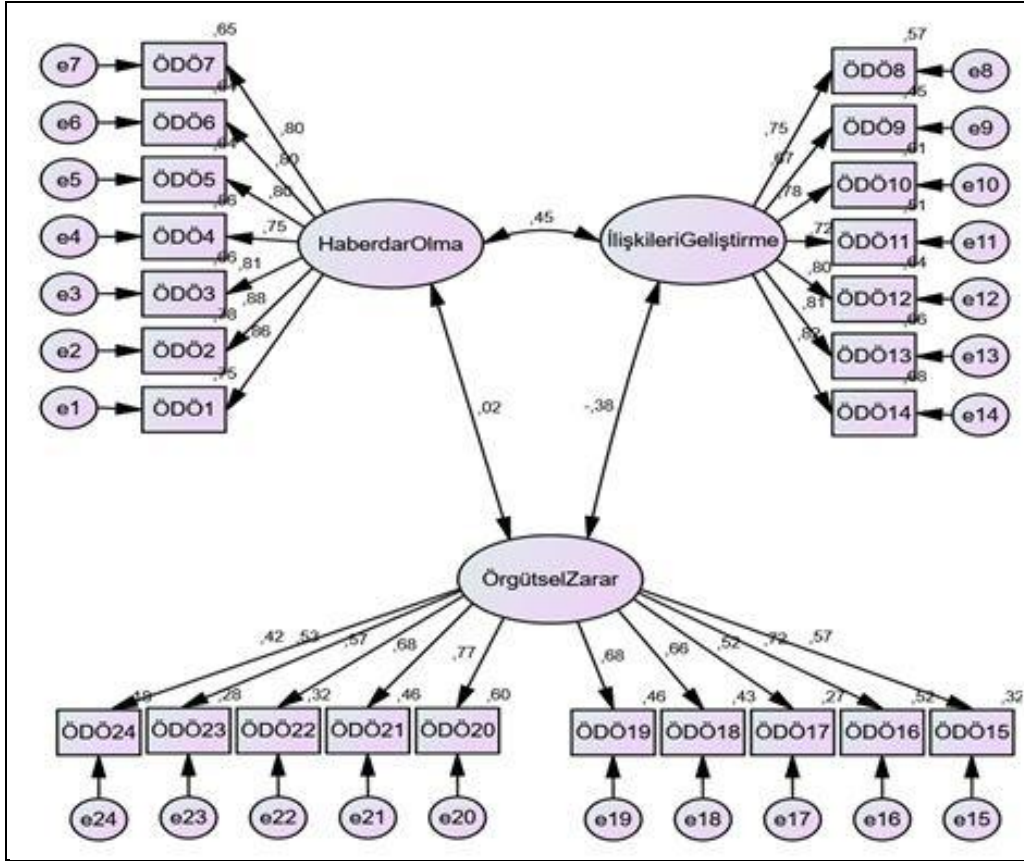 ,65
e7 ÖDÖ7
e6 ÖDÖ6
e5 ÖDÖ5
e4 ÖDÖ4
e3 ÖDÖ3
e2 ÖDÖ2
e1 ÖDÖ1
,75
,80
,80
,80
,75
,81
,88
,86
HaberdarOlma
,45
İlişkileriGeliştirme
,57
ÖDÖ8 e8
ÖDÖ9 e9
ÖDÖ10 e10
ÖDÖ11 e11
ÖDÖ12 e12
ÖDÖ13 e13
ÖDÖ14 e14
,75
,67
,78
,72
,80
,81
,02
-,38
ÖrgütselZarar
,42 ,53 ,57 ,68 ,77 ,68 ,66 ,52 ,72 ,57
,28 ,32 ,46 ,60 ,46 ,43 ,27 ,52 ,32
ÖDÖ24 ÖDÖ23 ÖDÖ22 ÖDÖ21 ÖDÖ20 ÖDÖ19 ÖDÖ18 ÖDÖ17 ÖDÖ16 ÖDÖ15
e24 e23 e22 e21 e20 e19 e18 e17 e16 e15